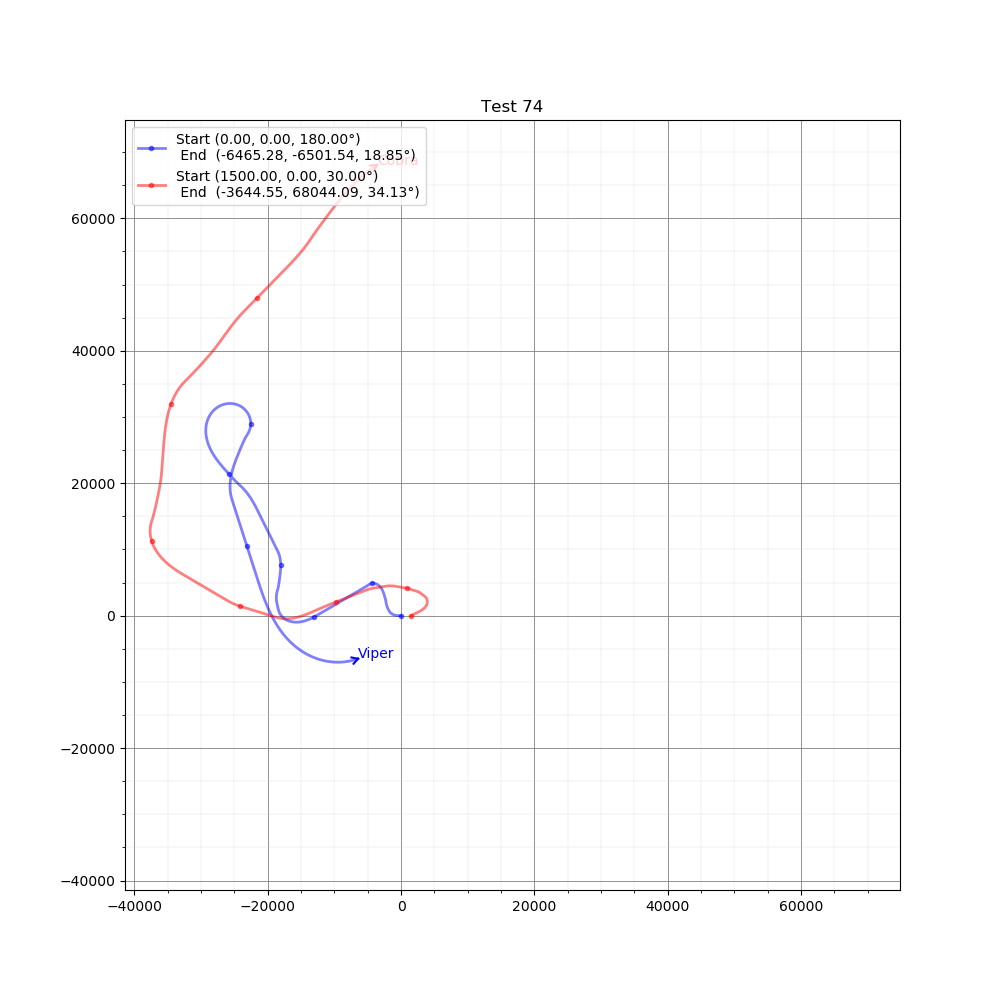 Test 74
Start (0.00, 0.00, 180.00°)
End (-6465.28, -6501.54, 18.85°)
Start (1500.00, 0.00, 30.00°)
End (-3644.55, 68044.09, 34.13°)
Cobra
60000
40000
20000
0
Viper
−20000
−40000
−40000 −20000 0 20000 40000 60000